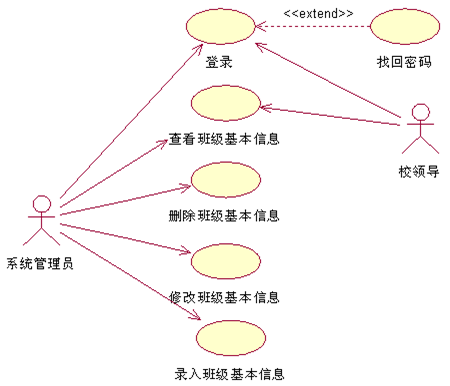 <<extend>>
登录
找回密码
查看班级基本信息
校领导
删除班级基本信息
系统管理员
修改班级基本信息
录入班级基本信息